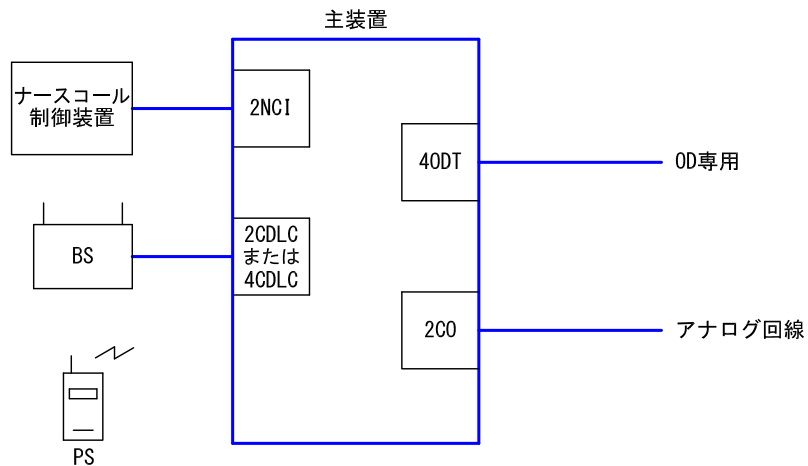 主装置
ナースコール
制御装置
2NCI
4ODT
OD専用
BS
2CDLC
または
4CDLC
2CO
アナログ回線
PS